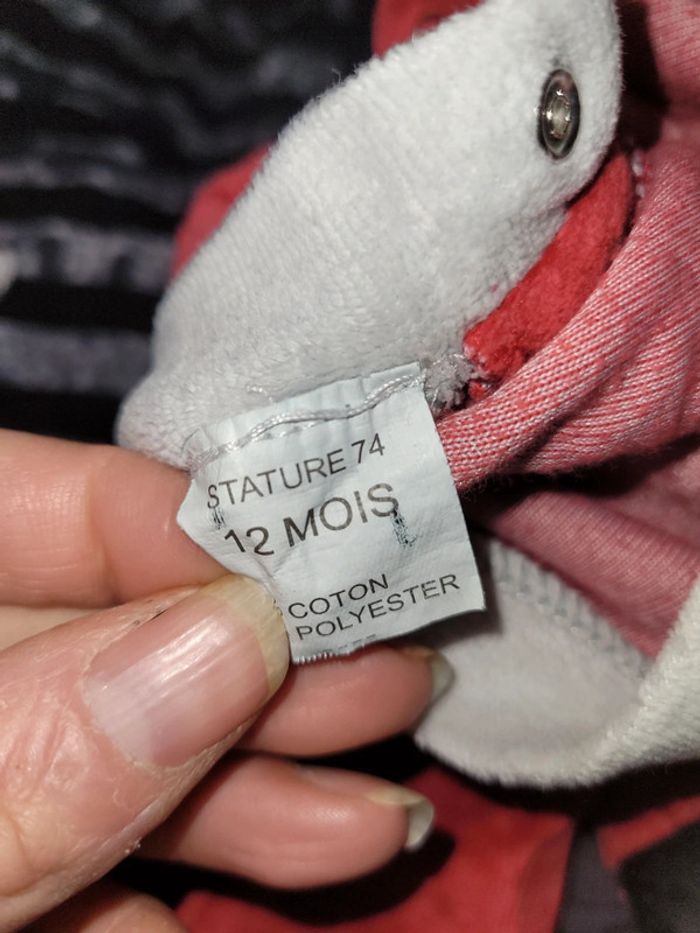 STATURE 74
12 MOIS
COTON
POLYESTER